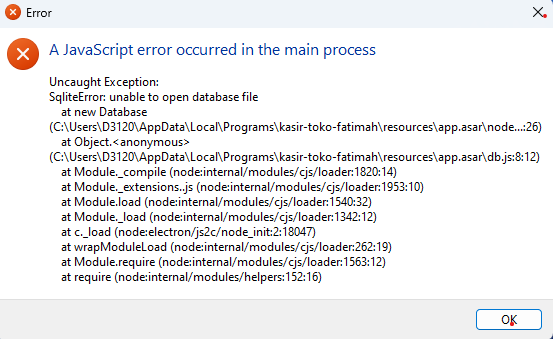 Error
A JavaScript error occurred in the main process
Uncaught Exception:
SqliteError: unable to open database file
at new Database
(C:\Users\D3120\AppData\Local\Programs\kasir-toko-fatimah\resources\app.asar\node...:26)
at Object.<anonymous>
(C:\Users\D3120\AppData\Local\Programs\kasir-toko-fatimah\resources\app.asar\db.js:8:12)
at Module._compile (node:internal/modules/cjs/loader:1820:14)
at Module._extensions..js (node:internal/modules/cjs/loader:1953:10)
at Module.load (node:internal/modules/cjs/loader:1540:32)
at Module._load (node:internal/modules/cjs/loader:1342:12)
at c._load (node:electron/js2c/node_init:2:18047)
at wrapModuleLoad (node:internal/modules/cjs/loader:262:19)
at Module.require (node:internal/modules/cjs/loader:1563:12)
at require (node:internal/modules/helpers:152:16)
OK